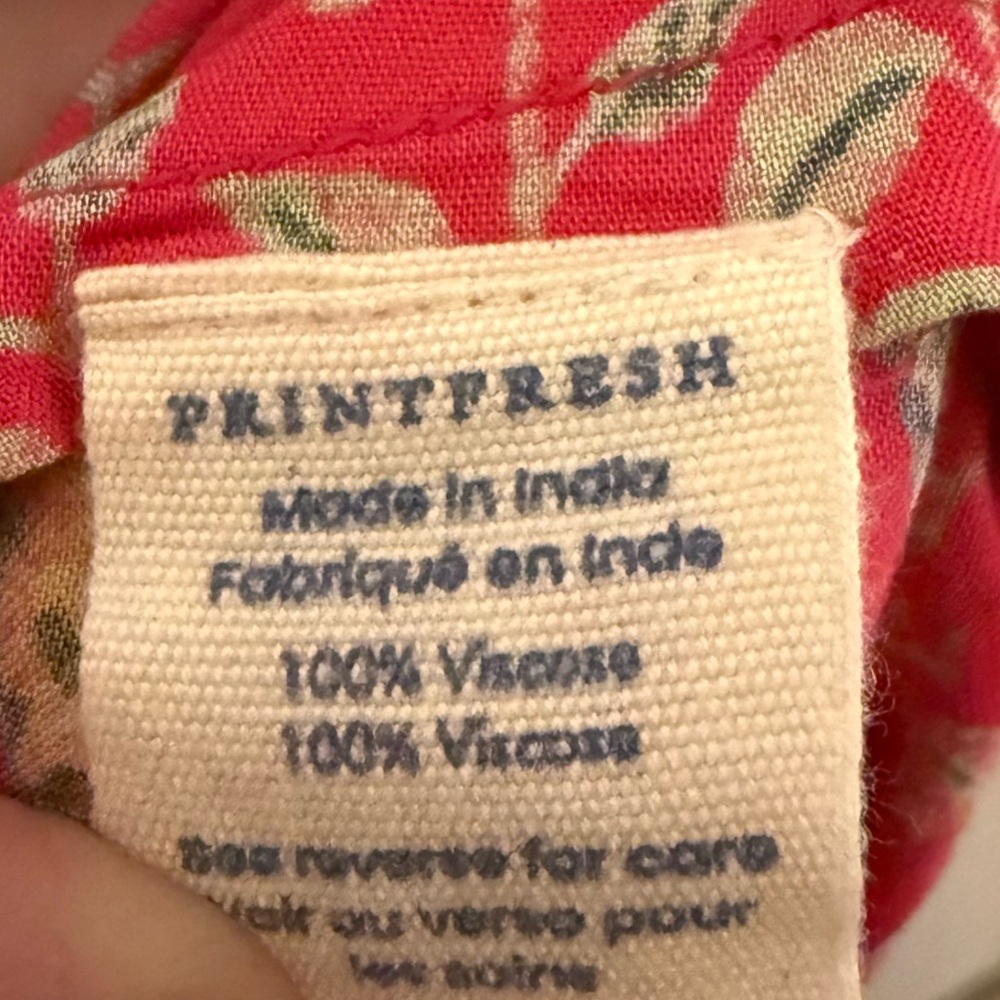 PRINTFRESH
Made in India
Fabriqué en Inde
100% Viscose
100% Viscose
See reverse for care
au verso pour
les soins